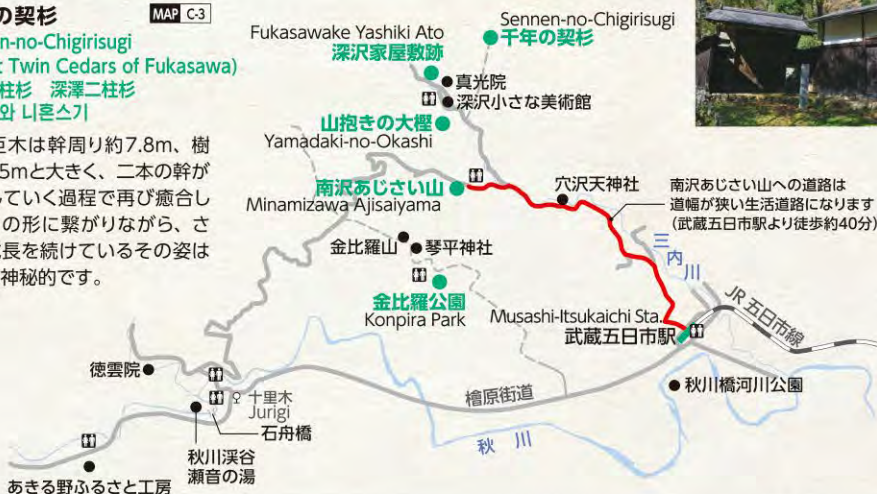 の契杉
MAP C-3
n-no-Chigirisugi
t Twin Cedars of Fukasawa)
柱杉 深澤二柱杉
와 니혼스기
巨木は幹周り約7.8m、樹
5mと大きく、二本の幹が
していく過程で再び癒合し
の形に繋がりながら、さ
成長を続けているその姿は
神秘的です。
Fukasawake Yashiki Ato
深沢家屋敷跡
Sennen-no-Chigirisugi
千年の契杉
真光院
深沢小さな美術館
山抱きの大樫
Yamadaki-no-Okashi
南沢あじさい山
Minamizawa Ajisaiyama
穴沢天神社
南沢あじさい山への道路は
道幅が狭い生活道路になります
(武蔵五日市駅より徒歩約40分)
金比羅山
琴平神社
三内川
金比羅公園
Konpira Park
Musashi-Itsukaichi Sta.
武蔵五日市駅
JR 五日市線
徳雲院
十里木
Jurigi
石舟橋
檜原街道
秋川橋河川公園
秋川
秋川渓谷
瀬音の湯
あきる野ふるさと工房